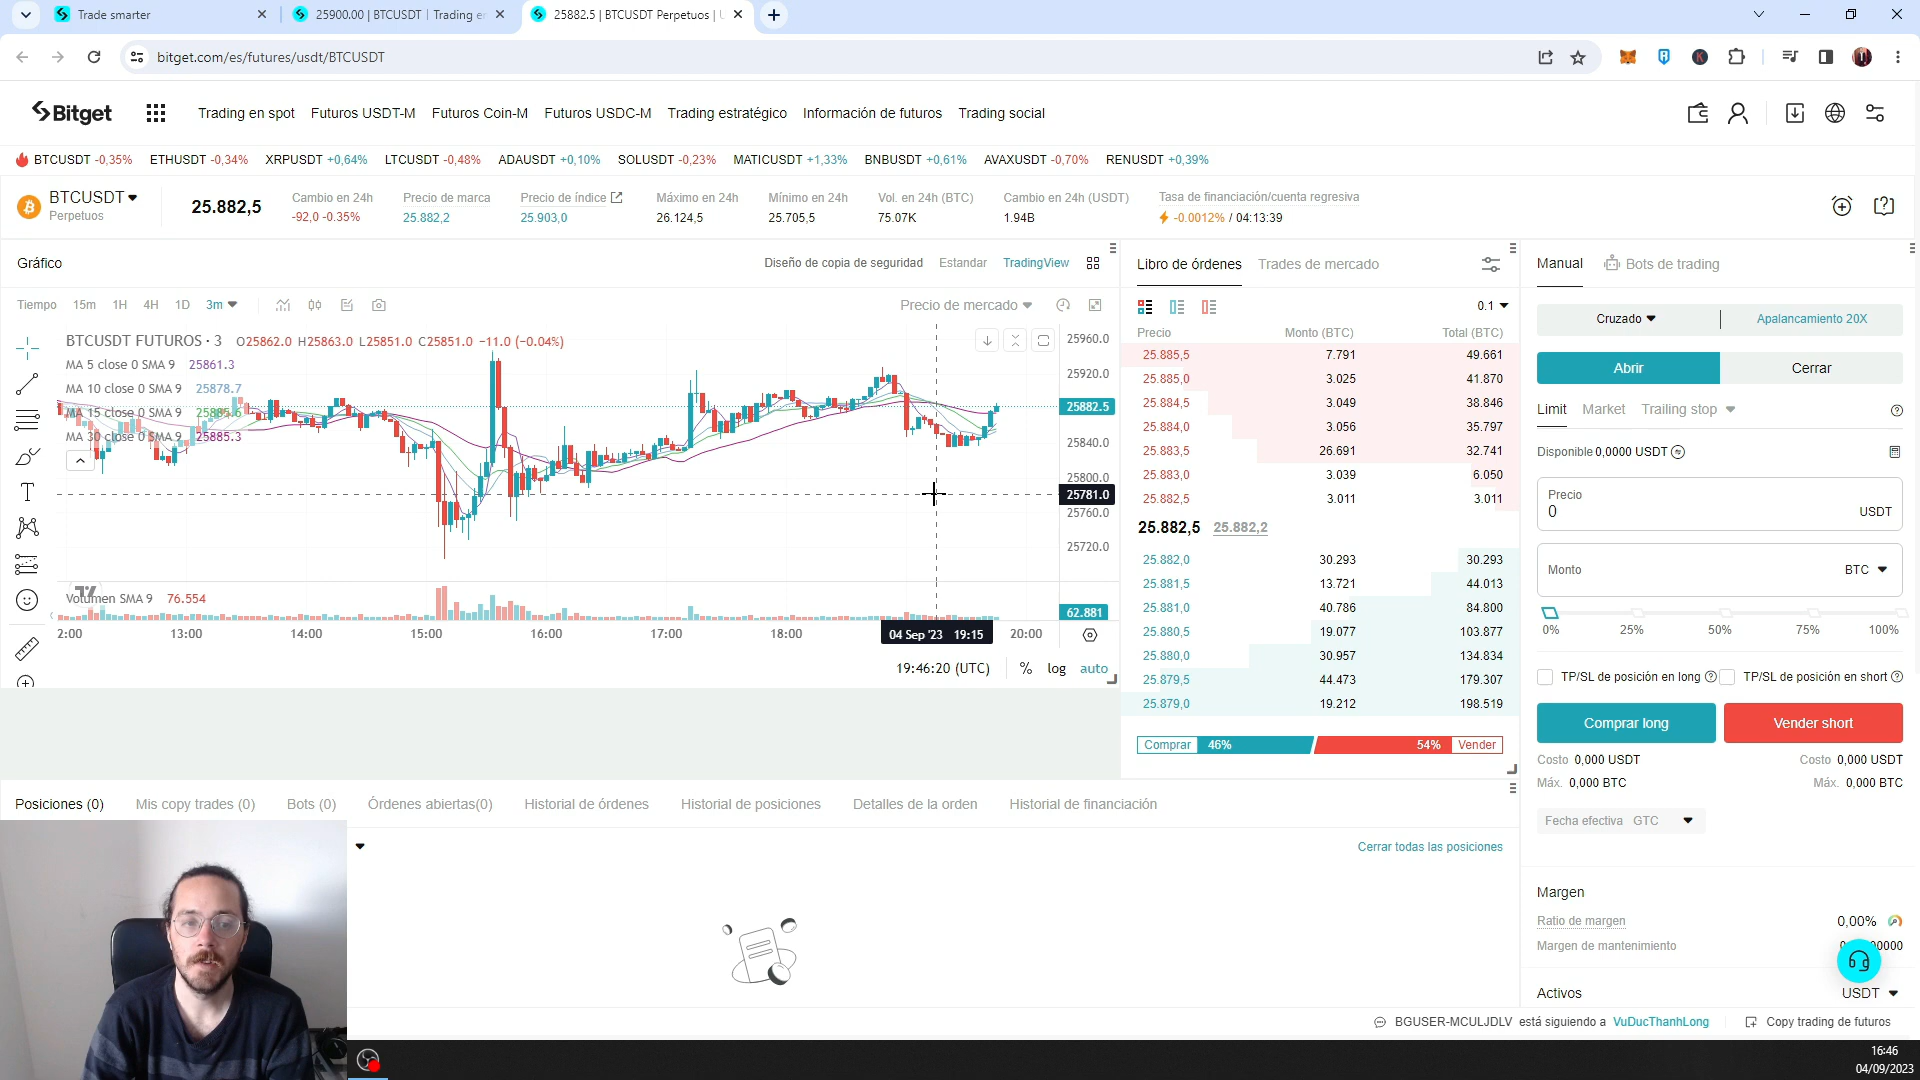 Trade smarter
25900.00 | BTCUSDT | Trading en
25882.5 | BTCUSDT Perpetuos | U
bitget.com/es/futures/usdt/BTCUSDT
Bitget
Trading en spot
Futuros USDT-M
Futuros Coin-M
Futuros USDC-M
Trading estratégico
Información de futuros
Trading social
BTCUSDT -0,35%
ETHUSDT -0,34%
XRPUSDT +0,64%
LTCUSDT -0,48%
ADAUSDT +0,10%
SOLUSDT -0,23%
MATICUSDT +1,33%
BNBUSDT +0,61%
AVAXUSDT -0,70%
RENUSDT +0,39%
BTCUSDT
Perpetuos
25.882,5
Cambio en 24h
-92,0 -0.35%
Precio de marca
25.882,2
Precio de índice
25.903,0
Máximo en 24h
26.124,5
Mínimo en 24h
25.705,5
Vol. en 24h (BTC)
75.07K
Cambio en 24h (USDT)
1.94B
Tasa de financiación/cuenta regresiva
-0.0012% / 04:13:39
Gráfico
Diseño de copia de seguridad
Estandar
TradingView
Tiempo
15m
1H
4H
1D
3m
Precio de mercado
BTCUSDT FUTUROS · 3 O25862.0 H25863.0 L25851.0 C25851.0 −11.0 (−0.04%)
MA 5 close 0 SMA 9 25861.3
MA 10 close 0 SMA 9 25878.7
MA 15 close 0 SMA 9 25885.6
MA 30 close 0 SMA 9 25885.3
25960.0
25920.0
25882.5
25840.0
25800.0
25781.0
25760.0
25720.0
Volumen SMA 9 76.554
62.881
2:00
13:00
14:00
15:00
16:00
17:00
18:00
04 Sep '23 19:15
20:00
19:46:20 (UTC)
%
log
auto
Libro de órdenes
Trades de mercado
0.1
Precio Monto (BTC) Total (BTC)
25.885,5 7.791 49.661
25.885,0 3.025 41.870
25.884,5 3.049 38.846
25.884,0 3.056 35.797
25.883,5 26.691 32.741
25.883,0 3.039 6.050
25.882,5 3.011 3.011
25.882,5 25.882,2
25.882,0 30.293 30.293
25.881,5 13.721 44.013
25.881,0 40.786 84.800
25.880,5 19.077 103.877
25.880,0 30.957 134.834
25.879,5 44.473 179.307
25.879,0 19.212 198.519
Comprar 46% 54% Vender
Manual
Bots de trading
Cruzado
Apalancamiento 20X
Abrir
Cerrar
Limit
Market
Trailing stop
Disponible 0,0000 USDT
Precio
0 USDT
Monto BTC
0% 25% 50% 75% 100%
TP/SL de posición en long
TP/SL de posición en short
Comprar long
Vender short
Costo 0,000 USDT
Costo 0,000 USDT
Máx. 0,000 BTC
Máx. 0,000 BTC
Fecha efectiva GTC
Margen
Ratio de margen 0,00%
Margen de mantenimiento
Activos USDT
Posiciones (0)
Mis copy trades (0)
Bots (0)
Órdenes abiertas(0)
Historial de órdenes
Historial de posiciones
Detalles de la orden
Historial de financiación
Cerrar todas las posiciones
BGUSER-MCULJDLV está siguiendo a VuDucThanhLong
Copy trading de futuros
16:46
04/09/2023